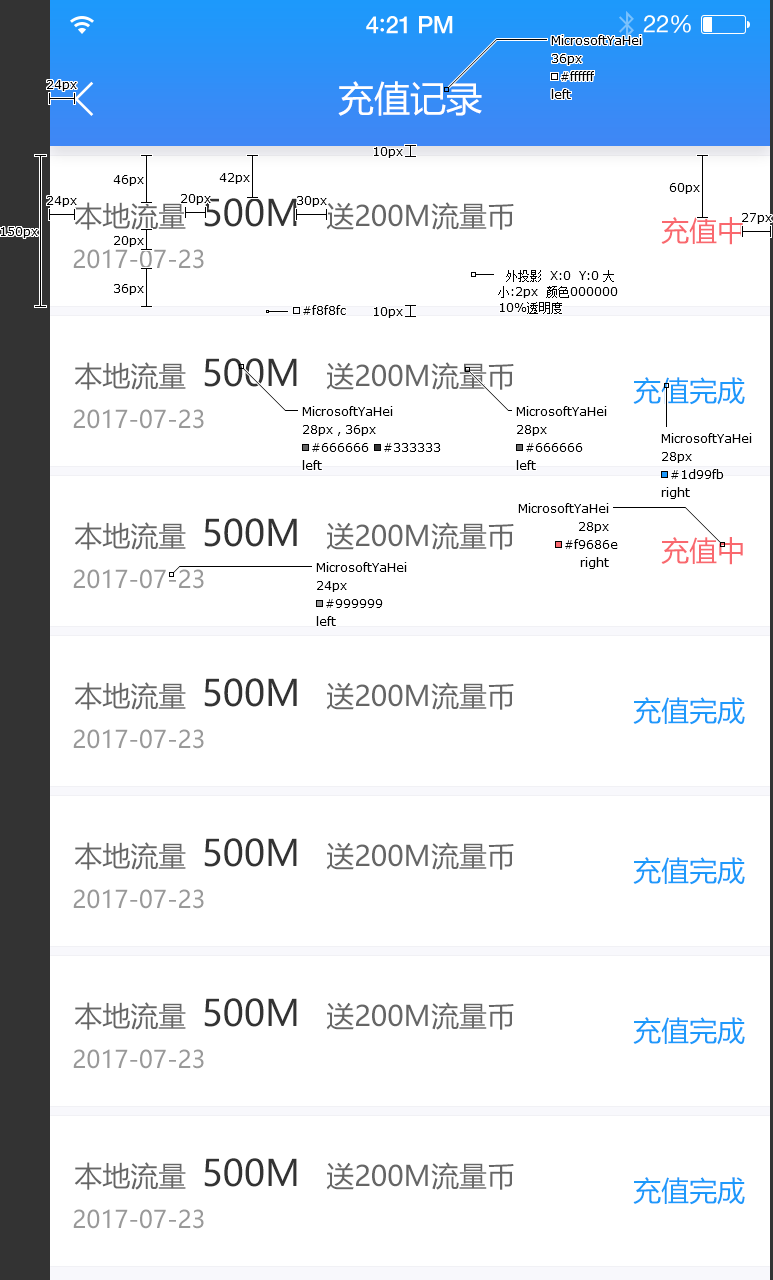 4:21 PM 22%
MicrosoftYaHei
36px
#ffffff
left
24px
充值记录
10px
46px
42px
60px
24px
20px
30px
27px
150px
本地流量 500M 送200M流量币
充值中
20px
2017-07-23
36px
外投影 X:0 Y:0 大
小:2px 颜色000000
10%透明度
#f8f8fc
10px
本地流量 500M 送200M流量币
充值完成
2017-07-23
MicrosoftYaHei
28px , 36px
#666666 #333333
left
MicrosoftYaHei
28px
#666666
left
MicrosoftYaHei
28px
#1d99fb
right
MicrosoftYaHei
28px
#f9686e
right
本地流量 500M 送200M流量币
充值中
2017-07-23
MicrosoftYaHei
24px
#999999
left
本地流量 500M 送200M流量币
充值完成
2017-07-23
本地流量 500M 送200M流量币
充值完成
2017-07-23
本地流量 500M 送200M流量币
充值完成
2017-07-23
本地流量 500M 送200M流量币
充值完成
2017-07-23